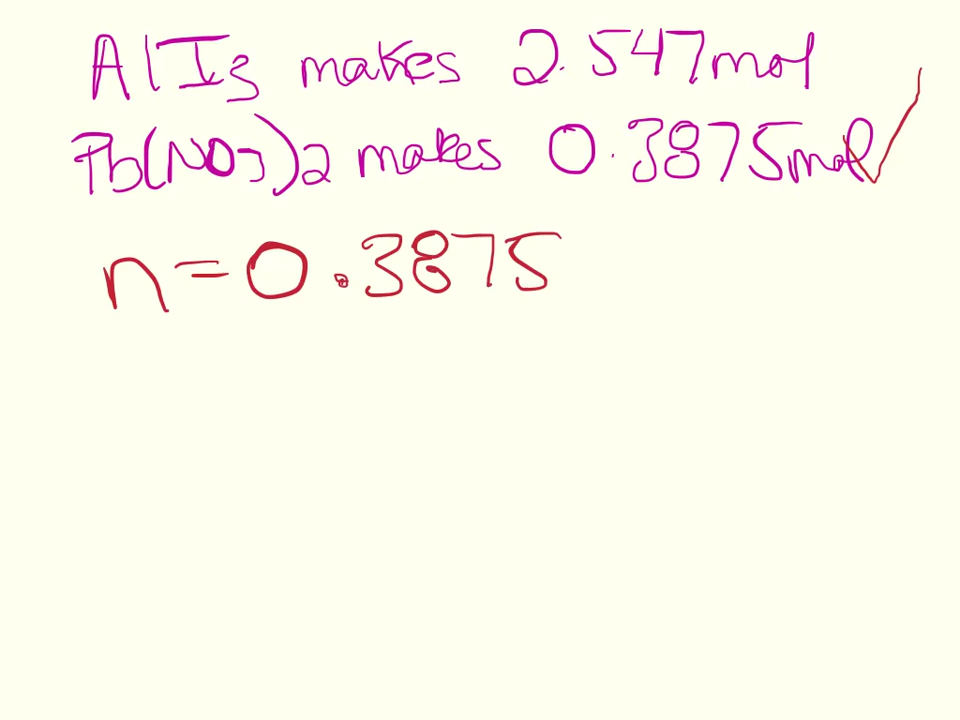 AlI3 makes 2.547mol
Pb(NO3)2 makes 0.3875mol ✓
n=0.3875